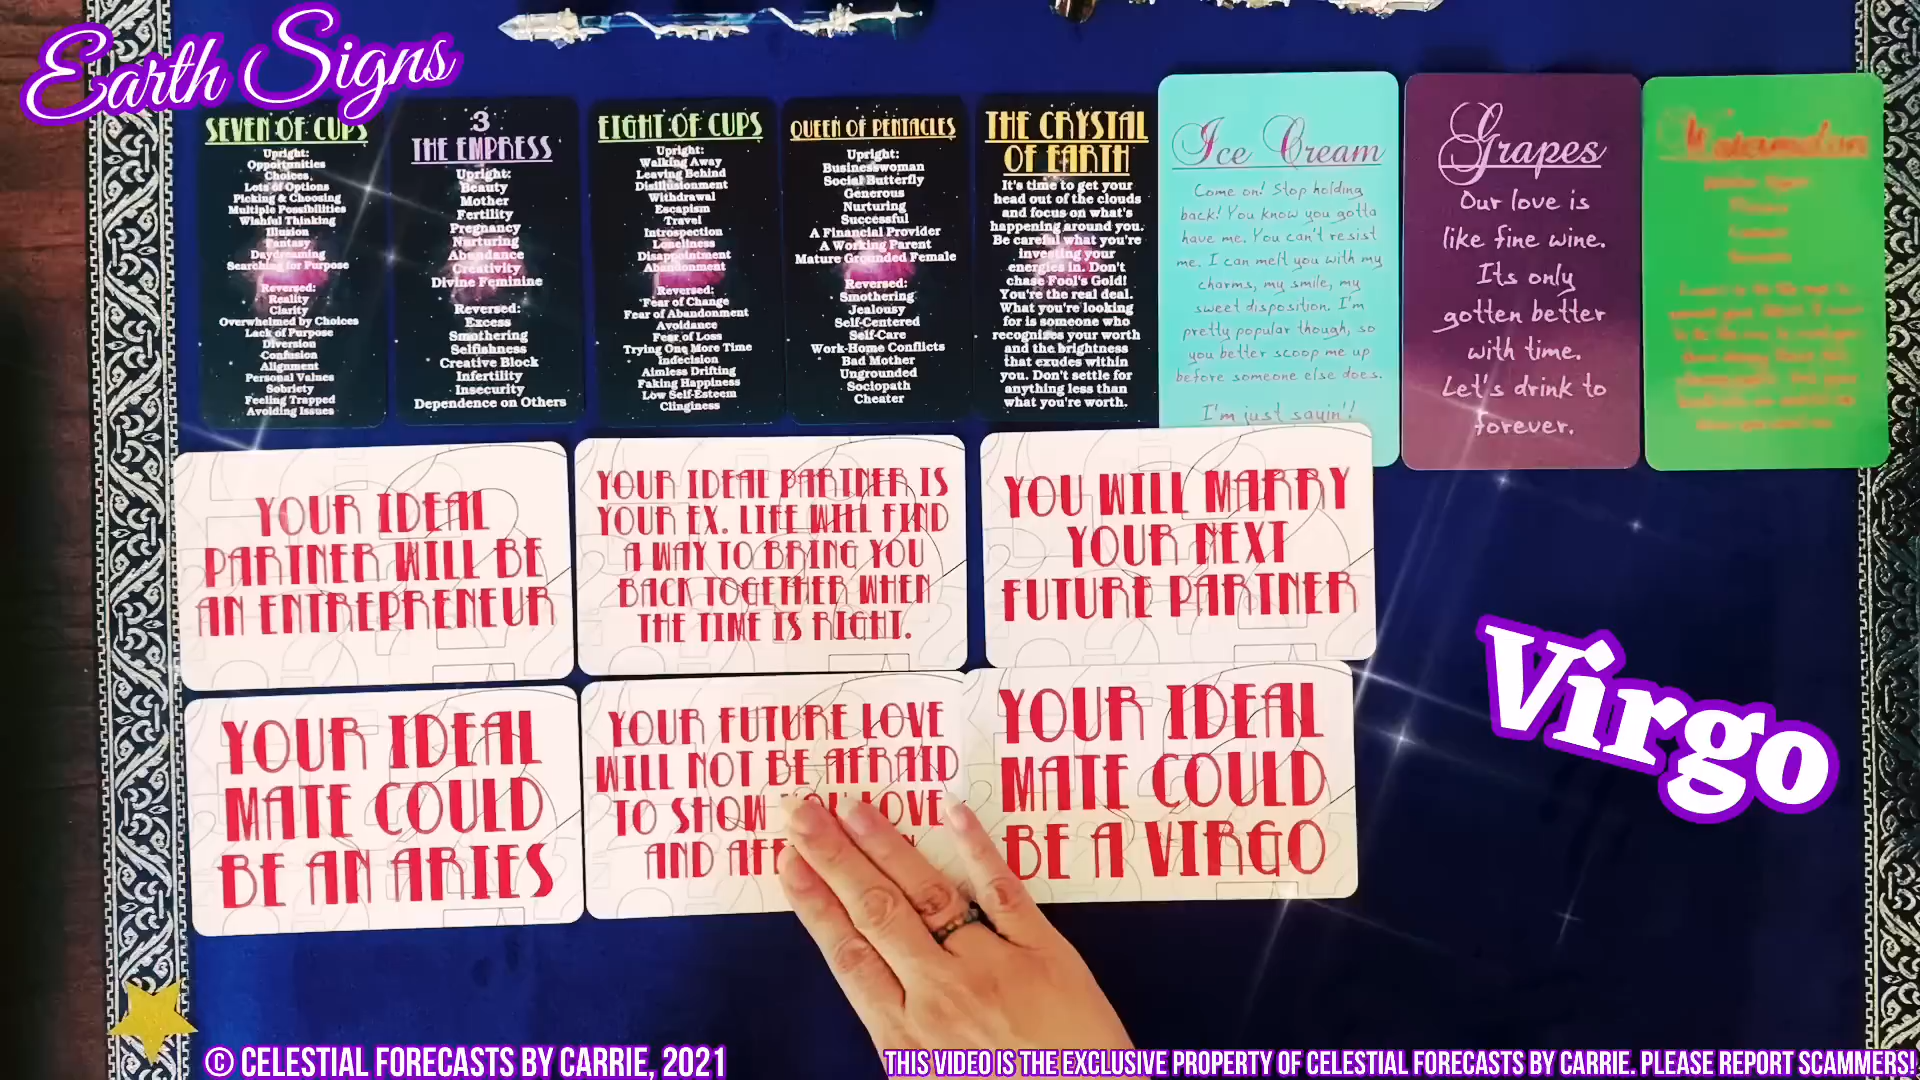 Earth Signs
SEVEN OF CUPS
Upright:
Opportunities
Choices
Lots of Options
Picking & Choosing
Multiple Possibilities
Wishful Thinking
Illusion
Fantasy
Daydreaming
Searching for Purpose
Reversed:
Reality
Clarity
Overwhelmed by Choices
Lack of Purpose
Diversion
Confusion
Alignment
Personal Values
Sobriety
Feeling Trapped
Avoiding Issues
3
THE EMPRESS
Upright:
Beauty
Mother
Fertility
Pregnancy
Nurturing
Abundance
Creativity
Divine Feminine
Reversed:
Excess
Smothering
Selfishness
Creative Block
Infertility
Insecurity
Dependence on Others
EIGHT OF CUPS
Upright:
Walking Away
Leaving Behind
Disillusionment
Withdrawal
Escapism
Travel
Introspection
Loneliness
Disappointment
Abandonment
Reversed:
Fear of Change
Fear of Abandonment
Avoidance
Fear of Loss
Trying One More Time
Indecision
Aimless Drifting
Faking Happiness
Low Self-Esteem
Clinginess
QUEEN OF PENTACLES
Upright:
Businesswoman
Social Butterfly
Generous
Nurturing
Successful
A Financial Provider
A Working Parent
Mature Grounded Female
Reversed:
Smothering
Jealousy
Self-Centered
Self-Care
Work-Home Conflicts
Bad Mother
Ungrounded
Sociopath
Cheater
THE CRYSTAL
OF EARTH
It's time to get your
head out of the clouds
and focus on what's
happening around you.
Be careful what you're
investing your
energies in. Don't
chase Fool's Gold!
You're the real deal.
What you're looking
for is someone who
recognizes your worth
and the brightness
that exudes within
you. Don't settle for
anything less than
what you're worth.
Ice Cream
Come on! Stop holding
back! You know you gotta
have me. You can't resist
me. I can melt you with my
charms, my smile, my
sweet disposition. I'm
pretty popular though, so
you better scoop me up
before someone else does.
I'm just sayin'!
Grapes
Our love is
like fine wine.
Its only
gotten better
with time.
Let's drink to
forever.
Watermelon
YOUR IDEAL
PARTNER WILL BE
AN ENTREPRENEUR
YOUR IDEAL PARTNER IS
YOUR EX. LIFE WILL FIND
A WAY TO BRING YOU
BACK TOGETHER WHEN
THE TIME IS RIGHT.
YOU WILL MARRY
YOUR NEXT
FUTURE PARTNER
YOUR IDEAL
MATE COULD
BE AN ARIES
YOUR FUTURE LOVE
WILL NOT BE AFRAID
TO SHOW YOU LOVE
AND AFF
YOUR IDEAL
MATE COULD
BE A VIRGO
Virgo
© CELESTIAL FORECASTS BY CARRIE, 2021
THIS VIDEO IS THE EXCLUSIVE PROPERTY OF CELESTIAL FORECASTS BY CARRIE. PLEASE REPORT SCAMMERS!